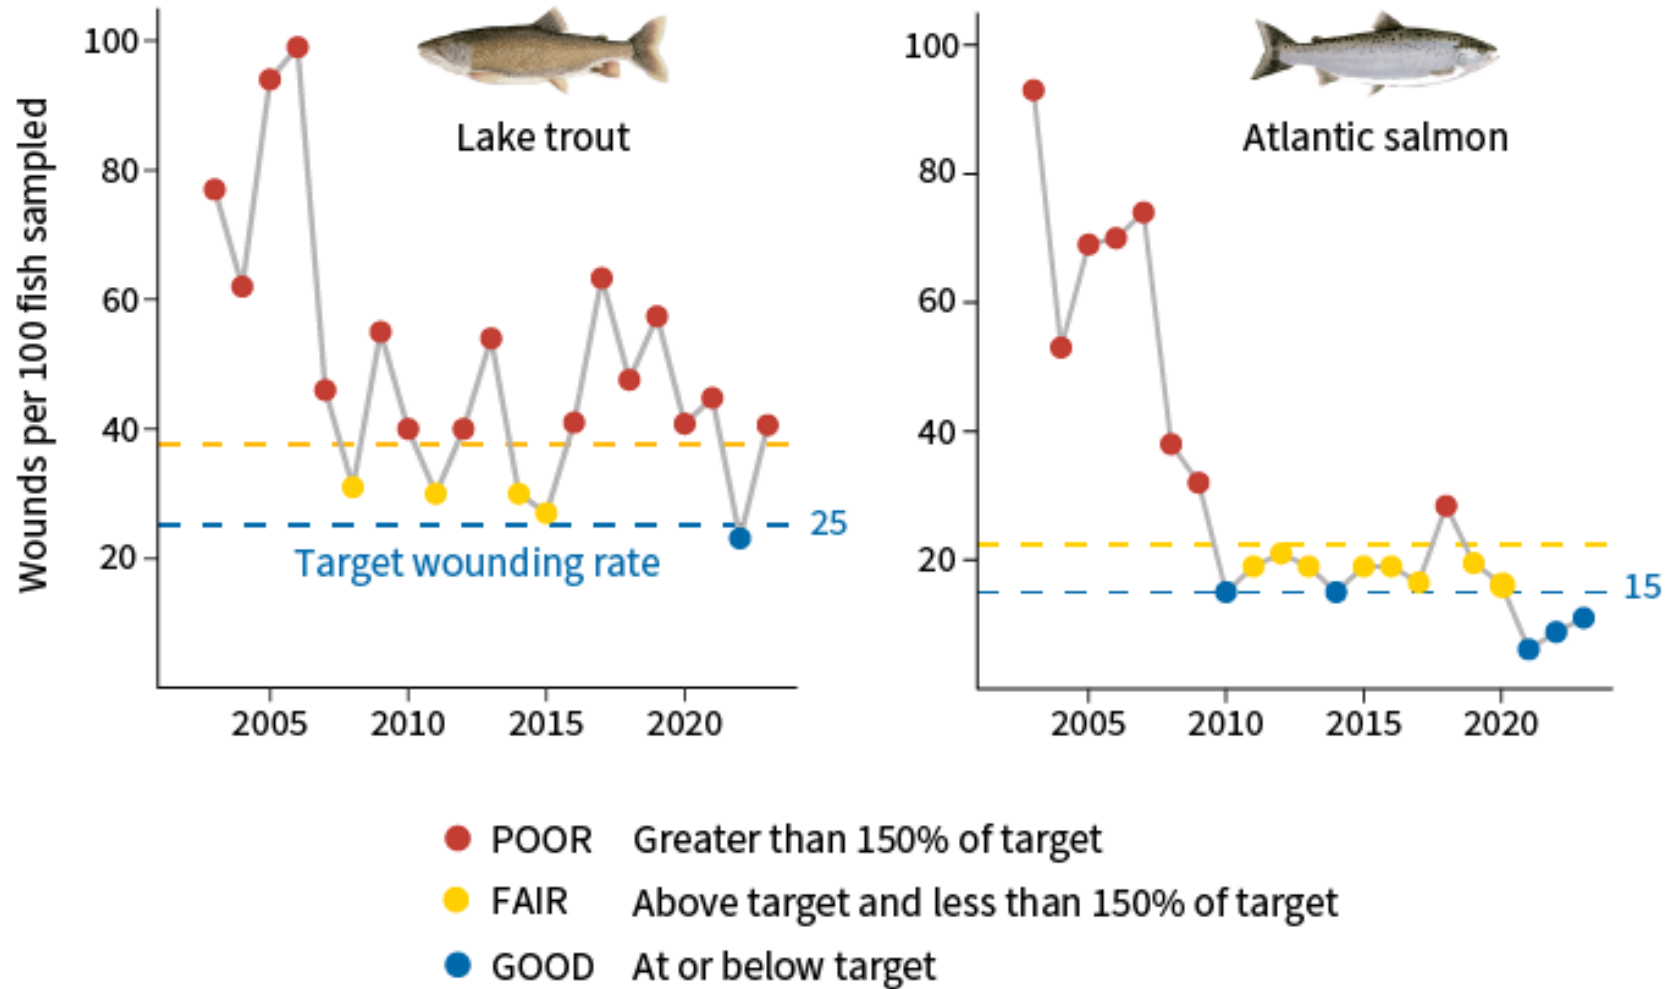 Wounds per 100 fish sampled
100
80
60
40
20
Lake trout
25
Target wounding rate
2005 2010 2015 2020
100
80
60
40
20
Atlantic salmon
15
2005 2010 2015 2020
POOR Greater than 150% of target
FAIR Above target and less than 150% of target
GOOD At or below target